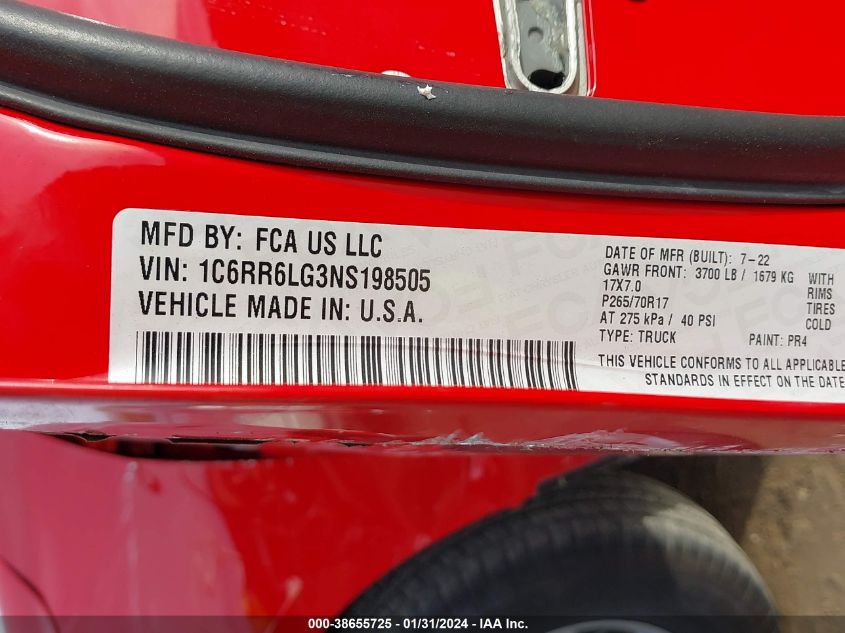 MFD BY: FCA US LLC
VIN: 1C6RR6LG3NS198505
VEHICLE MADE IN: U.S.A.
DATE OF MFR (BUILT): 7-22
GAWR FRONT: 3700 LB / 1679 KG WITH
17X7.0 RIMS
P265/70R17 TIRES
AT 275 kPa / 40 PSI COLD
TYPE: TRUCK PAINT: PR4
THIS VEHICLE CONFORMS TO ALL APPLICABLE
STANDARDS IN EFFECT ON THE DATE
000-38655725 - 01/31/2024 - IAA Inc.